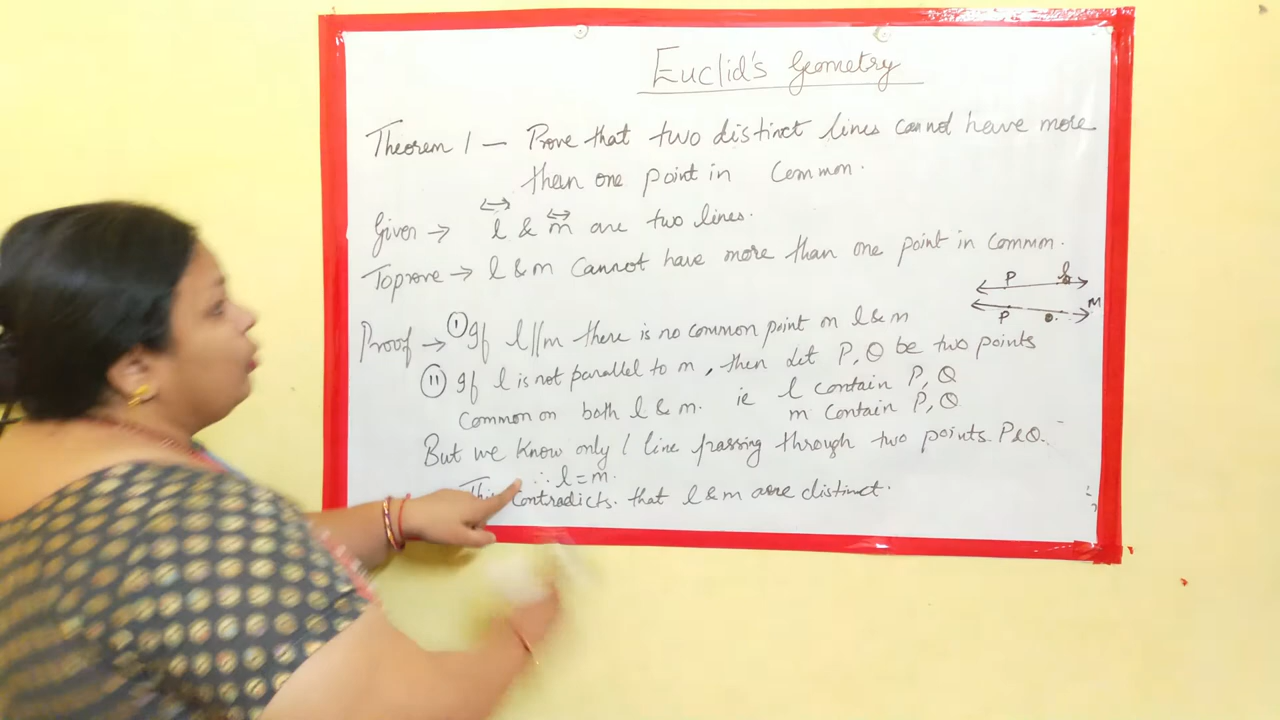 Euclid's Geometry
Theorem 1 — Prove that two distinct lines cannot have more
than one point in Common.
Given → l & m are two lines.
To prove → l & m Cannot have more than one point in Common.
P l
M
P
Proof → (I) If l||m there is no common point on l & m
(II) If l is not parallel to m, then Let P, Q be two points
Common on both l & m. ie l contain P, Q
m contain P, Q
But we Know only 1 line passing through two points P & Q.
∴ l = m.
This Contradicts that l & m are distinct.